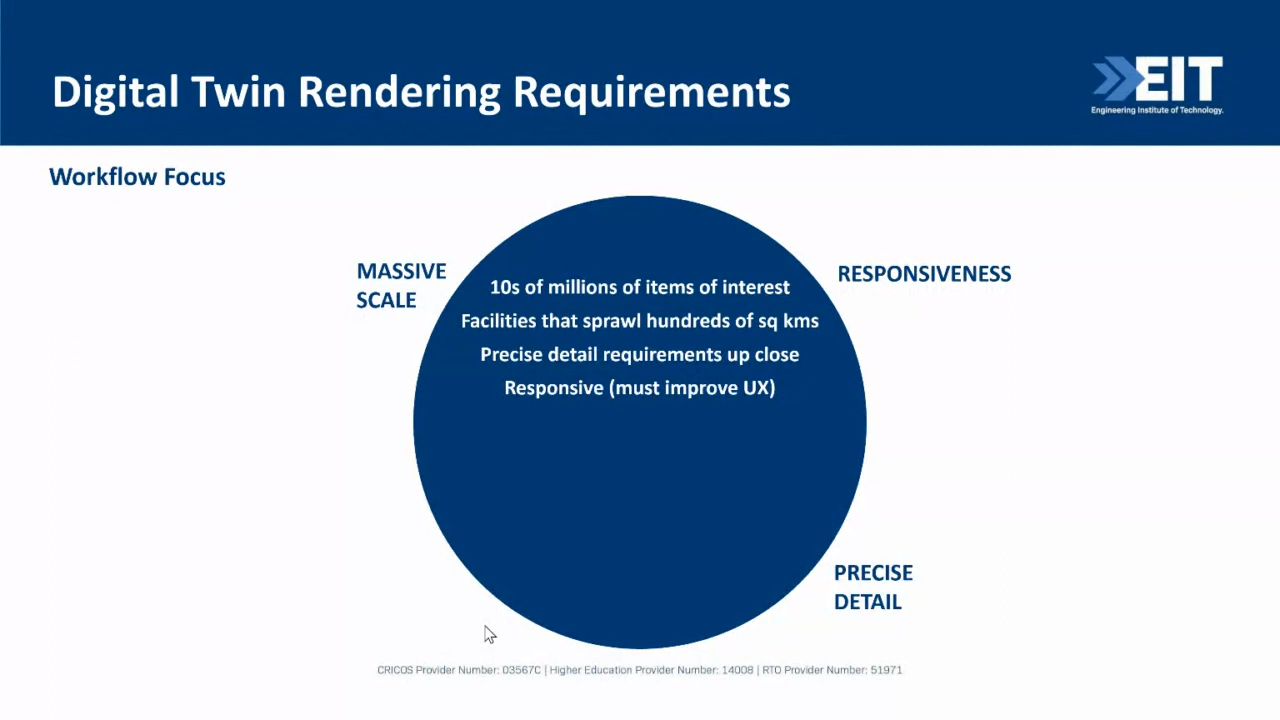 Digital Twin Rendering Requirements
EIT
Engineering Institute of Technology.
Workflow Focus
MASSIVE
SCALE
10s of millions of items of interest
Facilities that sprawl hundreds of sq kms
Precise detail requirements up close
Responsive (must improve UX)
RESPONSIVENESS
PRECISE
DETAIL
CRICOS Provider Number: 03567C | Higher Education Provider Number: 14008 | RTO Provider Number: 51971